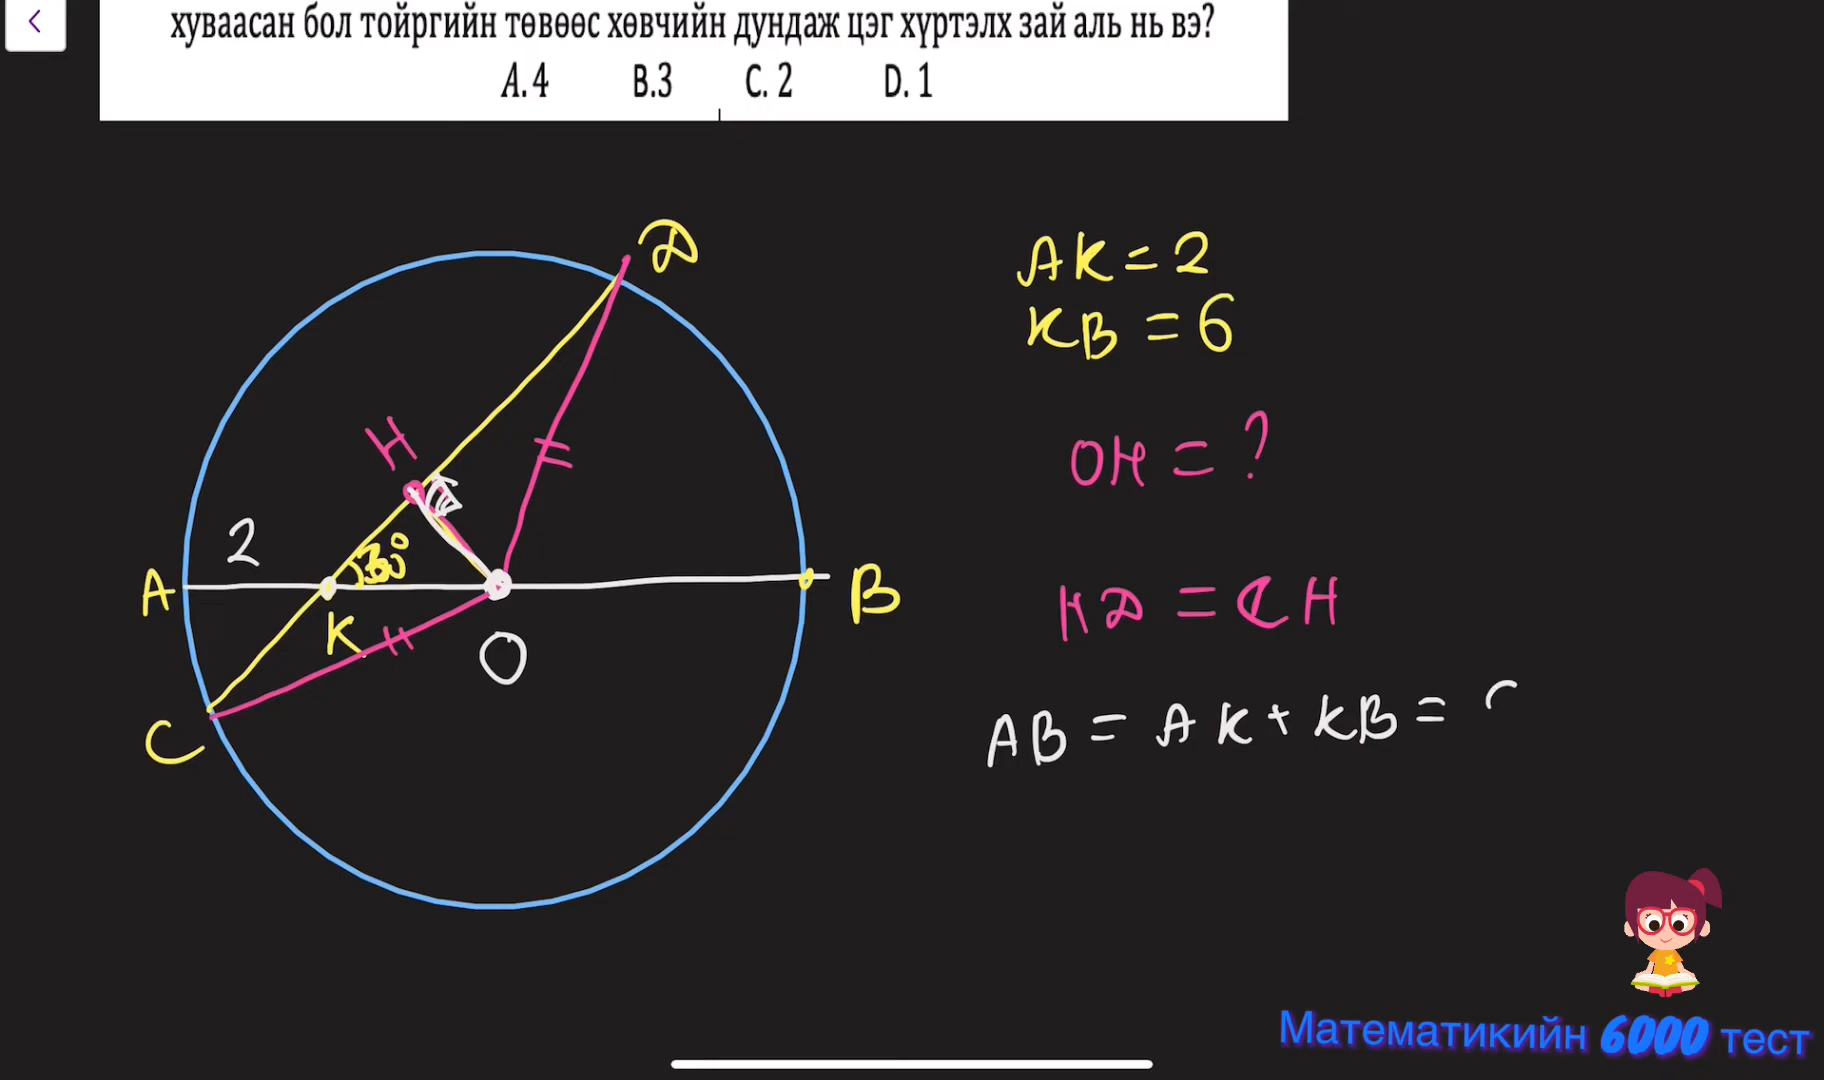 хуваасан бол тойргийн төвөөс хөвчийн дундаж цэг хүртэлх зай аль нь вэ?
A. 4 B.3 C. 2 D. 1
D
AK = 2
KB = 6
H
OH = ?
2
30°
A
K
O
B
HD = CH
C
AB = AK + KB =
Математикийн 6000 тест